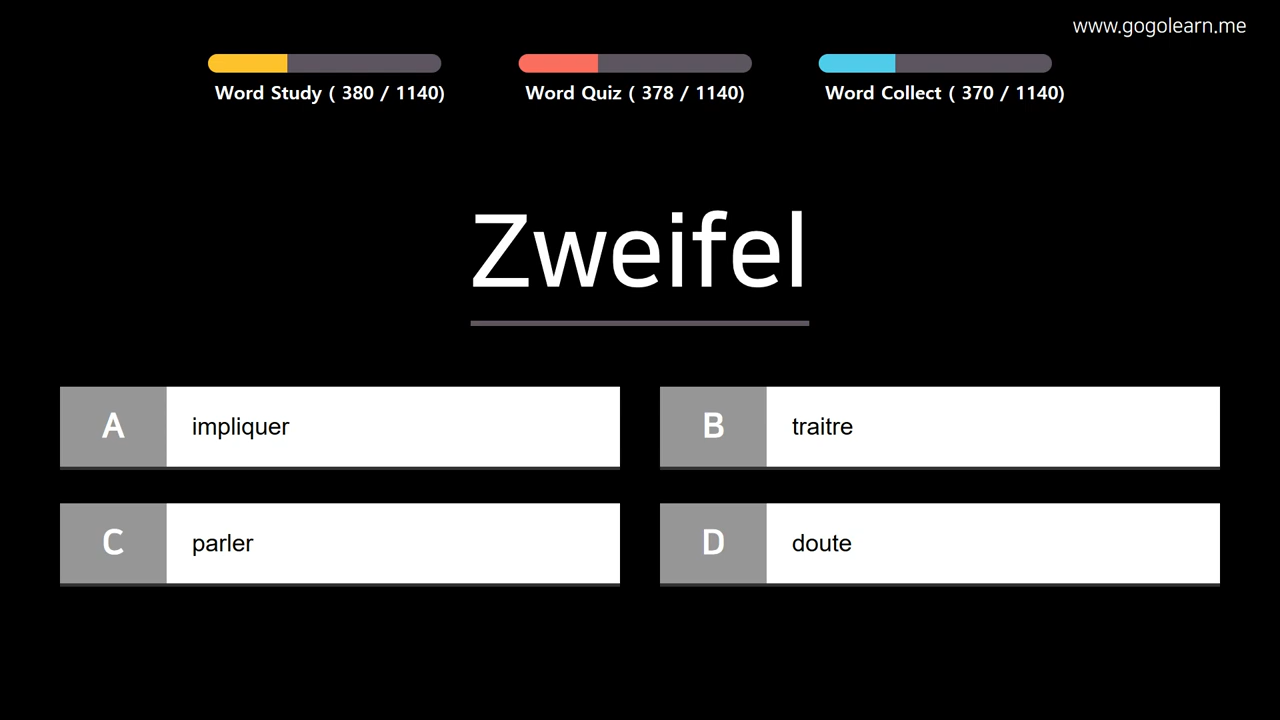 www.gogolearn.me
Word Study ( 380 / 1140)
Word Quiz ( 378 / 1140)
Word Collect ( 370 / 1140)
Zweifel
A impliquer
B traitre
C parler
D doute